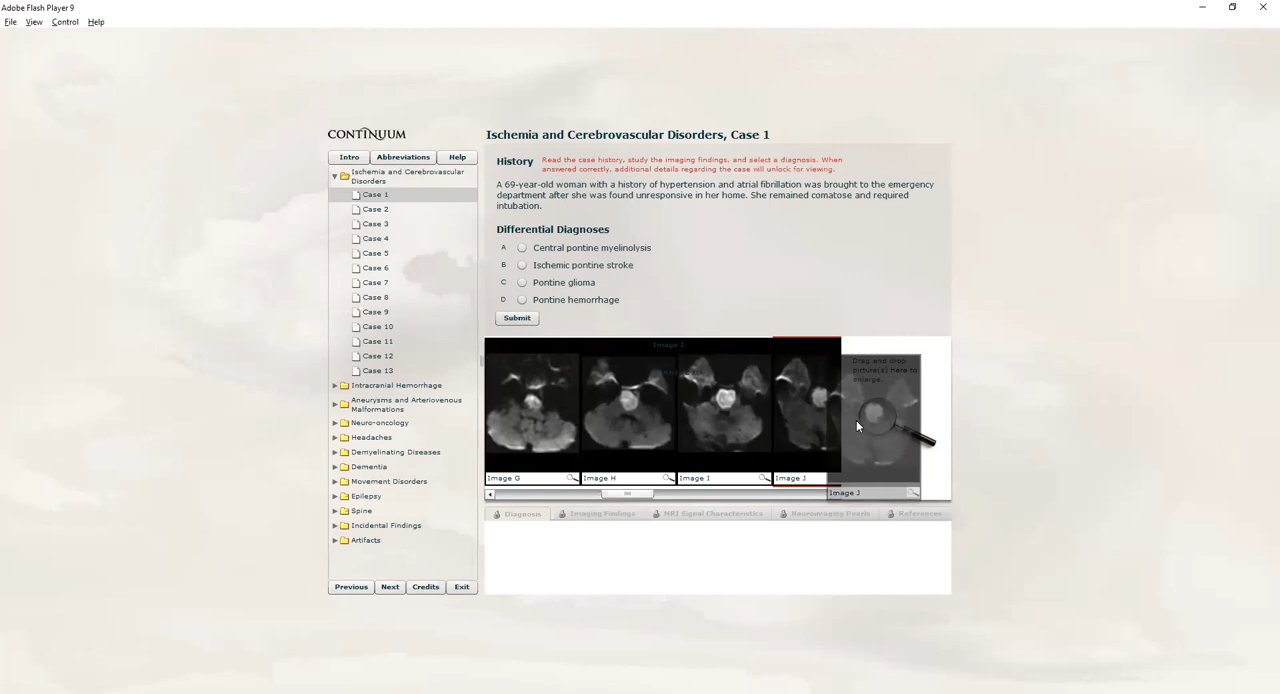 Adobe Flash Player 9
File View Control Help
CONTINUUM
Intro Abbreviations Help
Ischemia and Cerebrovascular
Disorders
Case 1
Case 2
Case 3
Case 4
Case 5
Case 6
Case 7
Case 8
Case 9
Case 10
Case 11
Case 12
Case 13
Intracranial Hemorrhage
Aneurysms and Arteriovenous
Malformations
Neuro-oncology
Headaches
Demyelinating Diseases
Dementia
Movement Disorders
Epilepsy
Spine
Incidental Findings
Artifacts
Previous Next Credits Exit
Ischemia and Cerebrovascular Disorders, Case 1
History
Read the case history, study the imaging findings, and select a diagnosis. When
answered correctly, additional details regarding the case will unlock for viewing.
A 69-year-old woman with a history of hypertension and atrial fibrillation was brought to the emergency
department after she was found unresponsive in her home. She remained comatose and required
intubation.
Differential Diagnoses
A Central pontine myelinolysis
B Ischemic pontine stroke
C Pontine glioma
D Pontine hemorrhage
Submit
Image J
Drag and drop
picture(s) here to
enlarge.
Image G Image H Image I Image J
Image J
Diagnosis Imaging Findings MRI Signal Characteristics Neuroimaging Pearls References